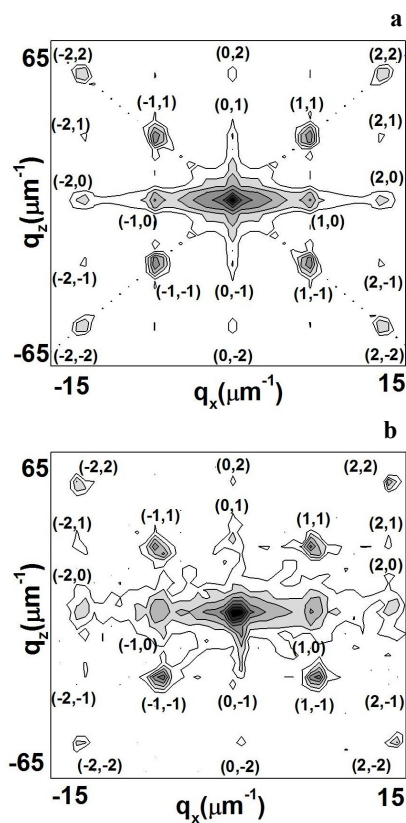 a
65
(-2,2) (0,2) (2,2)
(-1,1) (0,1) (1,1)
(-2,1) (2,1)
(-2,0) (2,0)
q_z(μm⁻¹)
(-1,0) (1,0)
(-2,-1) (-1,-1) (0,-1) (1,-1) (2,-1)
-65
(-2,-2) (0,-2) (2,-2)
-15 q_x(μm⁻¹) 15
b
65
(-2,2) (0,2) (2,2)
(-1,1) (0,1) (1,1)
(-2,1) (2,1)
(-2,0) (2,0)
q_z(μm⁻¹)
(-1,0) (1,0)
(-2,-1) (-1,-1) (0,-1) (1,-1) (2,-1)
-65
(-2,-2) (0,-2) (2,-2)
-15 q_x(μm⁻¹) 15